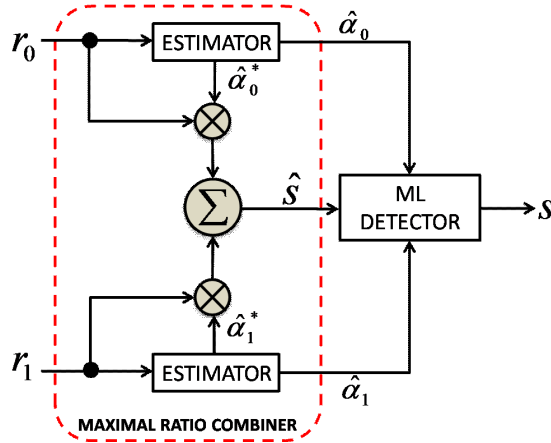 r₀
ESTIMATOR
α̂₀
α̂₀*
Σ
ŝ
ML
DETECTOR
s
α̂₁*
r₁
ESTIMATOR
α̂₁
MAXIMAL RATIO COMBINER